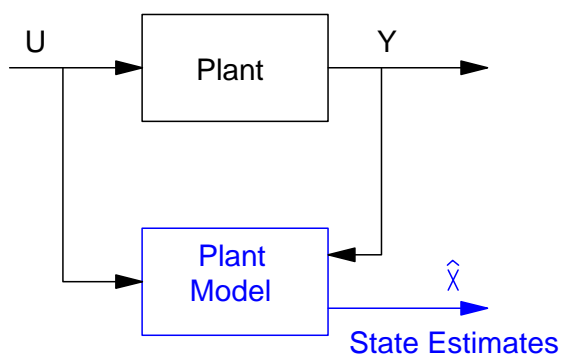 U
Y
Plant
Plant
Model
X̂
State Estimates